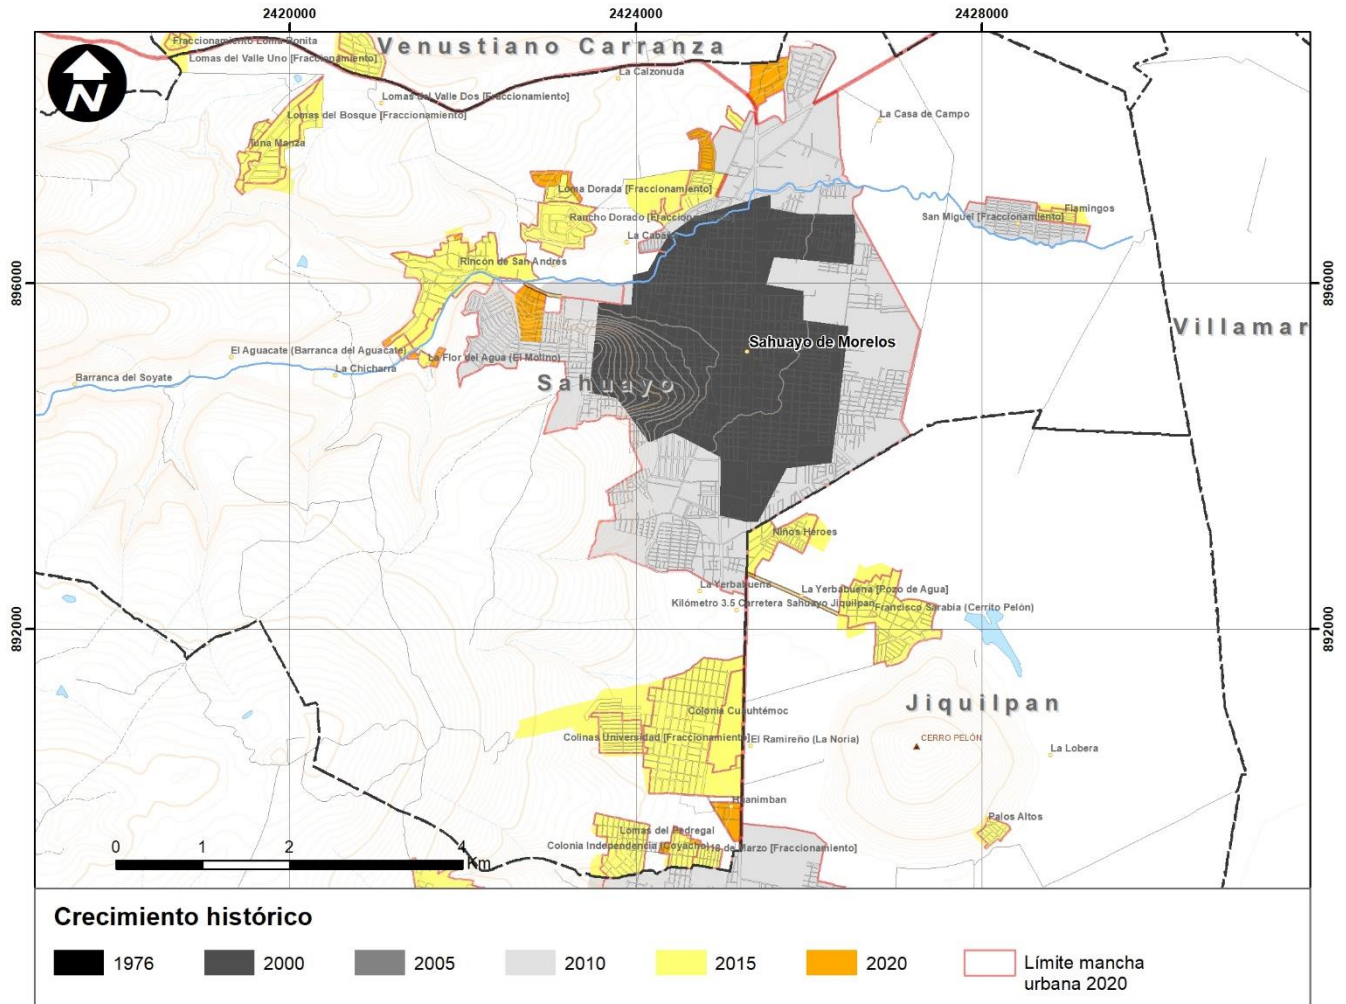 2420000
2424000
2428000
Fraccionamiento Loma Bonita
Venustiano Carranza
Lomas del Valle Uno [Fraccionamiento]
La Calzonuda
N
Lomas del Valle Dos [Fraccionamiento]
Lomas del Bosque [Fraccionamiento]
La Casa de Campo
Tuna Manza
Loma Dorada [Fraccionamiento]
Flamingos
San Miguel [Fraccionamiento]
Rancho Dorado [Fraccion
Rincón de San Andrés
896000
896000
Villamar
Sahuayo de Morelos
El Aguacate (Barranca del Aguacate)
La Flor del Agua (El Molino)
La Chicharra
Barranca del Soyate
Sahuayo
Niños Héroes
La Yerbabuena
La Yerbabuena [Pozo de Agua]
Kilómetro 3.5 Carretera Sahuayo Jiquilpan
Francisco Sarabia (Cerrito Pelón)
892000
892000
Jiquilpan
Colonia Cuauhtémoc
Colinas Universidad [Fraccionamiento]
El Ramireño (La Noria)
CERRO PELÓN
La Lobera
Huanimban
Palos Altos
Lomas del Pedregal
Colonia Independencia (Coyacho)
18 de Marzo [Fraccionamiento]
0 1 2 4
Km
Crecimiento histórico
1976
2000
2005
2010
2015
2020
Límite mancha
urbana 2020